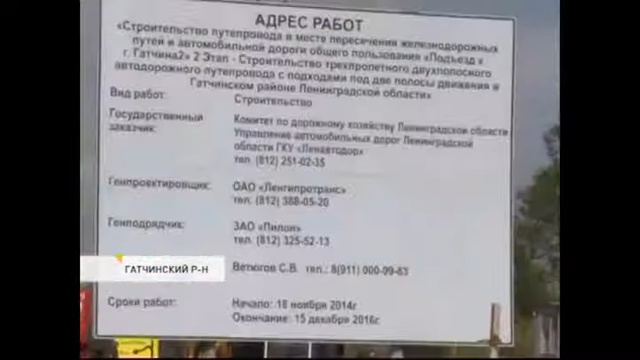 АДРЕС РАБОТ
«Строительство путепровода в месте пересечения железнодорожных
путей и автомобильной дороги общего пользования «Подъезд к
г. Гатчина2» 2 Этап - Строительство трехпролетного двухполосного
автодорожного путепровода с подходами под две полосы движения в
Гатчинском районе Ленинградской области»
Вид работ: Строительство
Государственный заказчик: Комитет по дорожному хозяйству Ленинградской области
Управление автомобильных дорог Ленинградской
области ГКУ «Ленавтодор»
тел. (812) 251-02-35
Генпроектировщик: ОАО «Ленгипротранс»
тел. (812) 388-05-20
Генподрядчик: ЗАО «Пилон»
тел. (812) 325-52-13
Ветюгов С.В. тел.: 8(911) 000-99-63
ГАТЧИНСКИЙ Р-Н
Сроки работ: Начало: 18 ноября 2014г
Окончание: 15 декабря 2016г